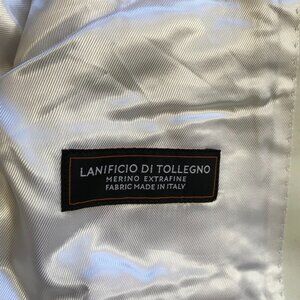 LANIFICIO DI TOLLEGNO
MERINO EXTRAFINE
FABRIC MADE IN ITALY